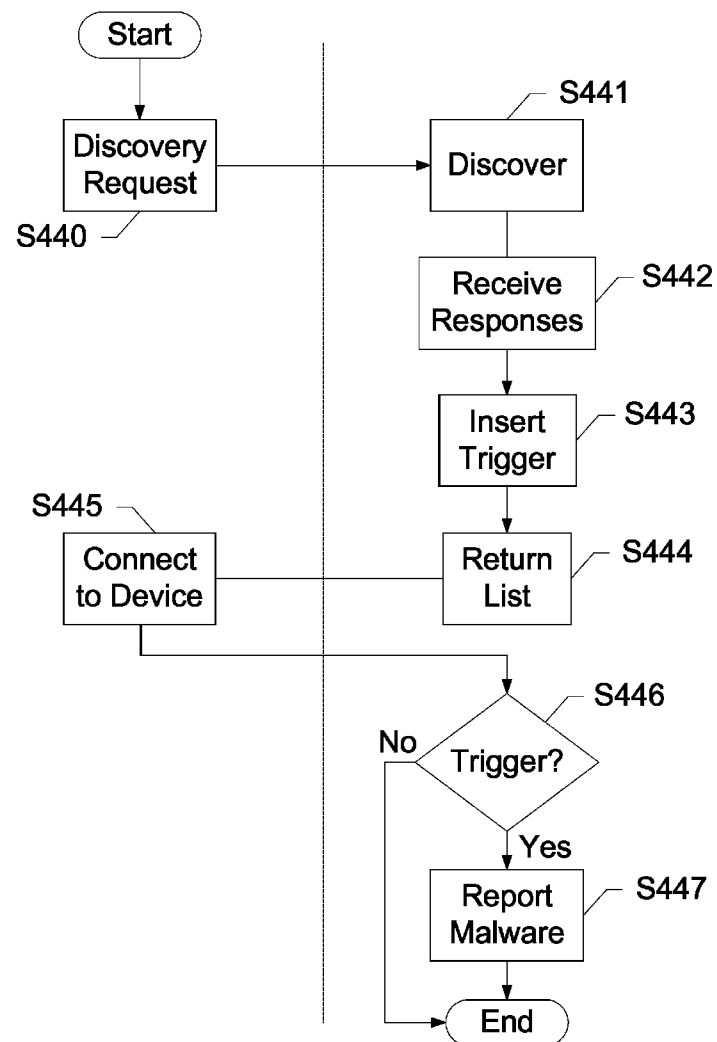 Start
S441
Discovery
Request
Discover
S440
S442
Receive
Responses
Insert
Trigger
S443
S445
Connect
to Device
Return
List
S444
S446
No
Trigger?
Yes
Report
Malware
S447
End